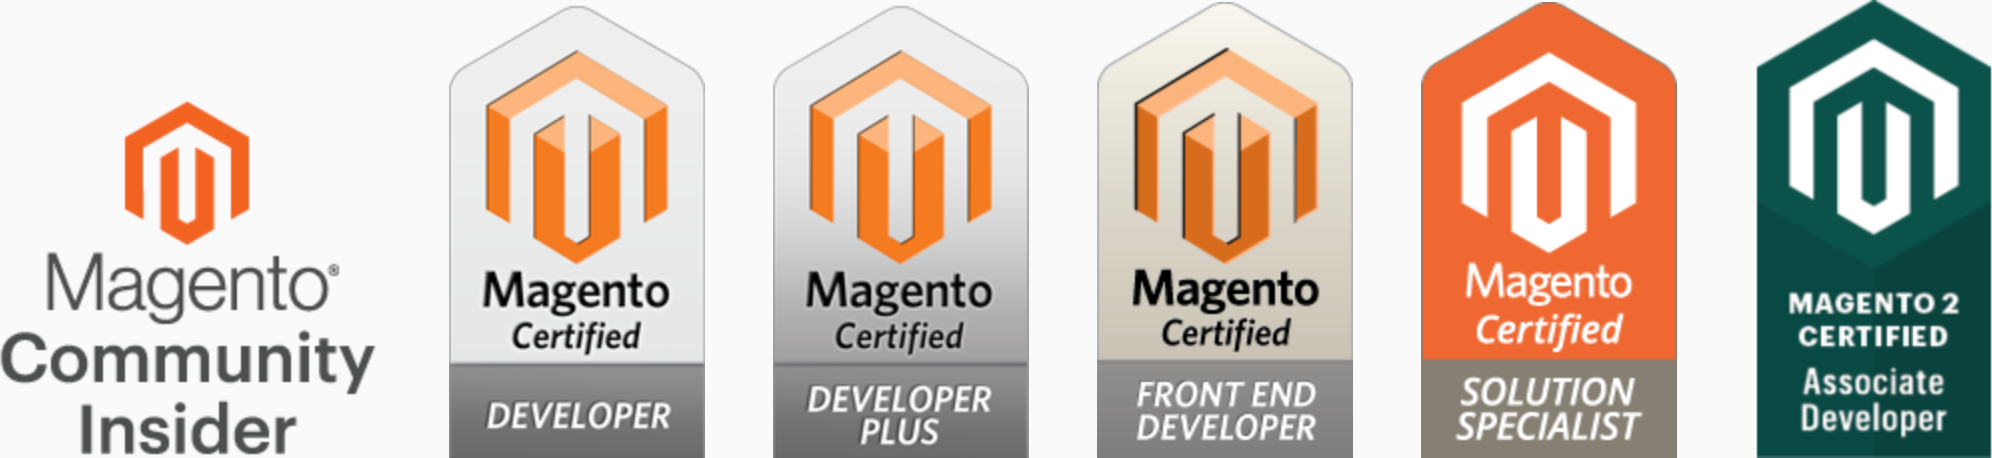 Magento®
Community
Insider
Magento
Certified
DEVELOPER
Magento
Certified
DEVELOPER
PLUS
Magento
Certified
FRONT END
DEVELOPER
Magento
Certified
SOLUTION
SPECIALIST
MAGENTO 2
CERTIFIED
Associate
Developer